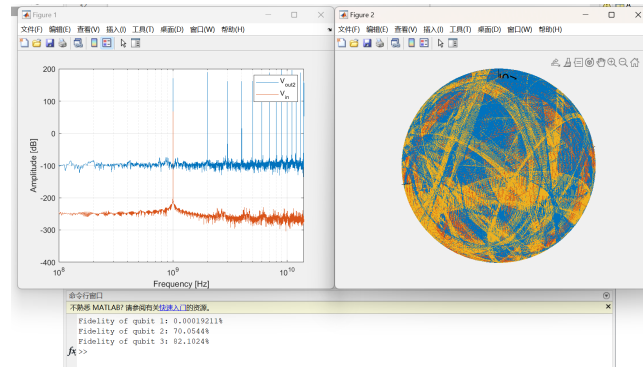 Figure 1
文件(F) 编辑(E) 查看(V) 插入(I) 工具(T) 桌面(D) 窗口(W) 帮助(H)
200
100
0
-100
-200
-300
-400
Amplitude [dB]
10^8
10^9
10^10
Frequency [Hz]
V_out2
V_in
Figure 2
文件(F) 编辑(E) 查看(V) 插入(I) 工具(T) 桌面(D) 窗口(W) 帮助(H)
命令行窗口
不熟悉 MATLAB? 请参阅有关快速入门的资源。
Fidelity of qubit 1: 0.00019211%
Fidelity of qubit 2: 70.0544%
Fidelity of qubit 3: 82.1024%
fx >>